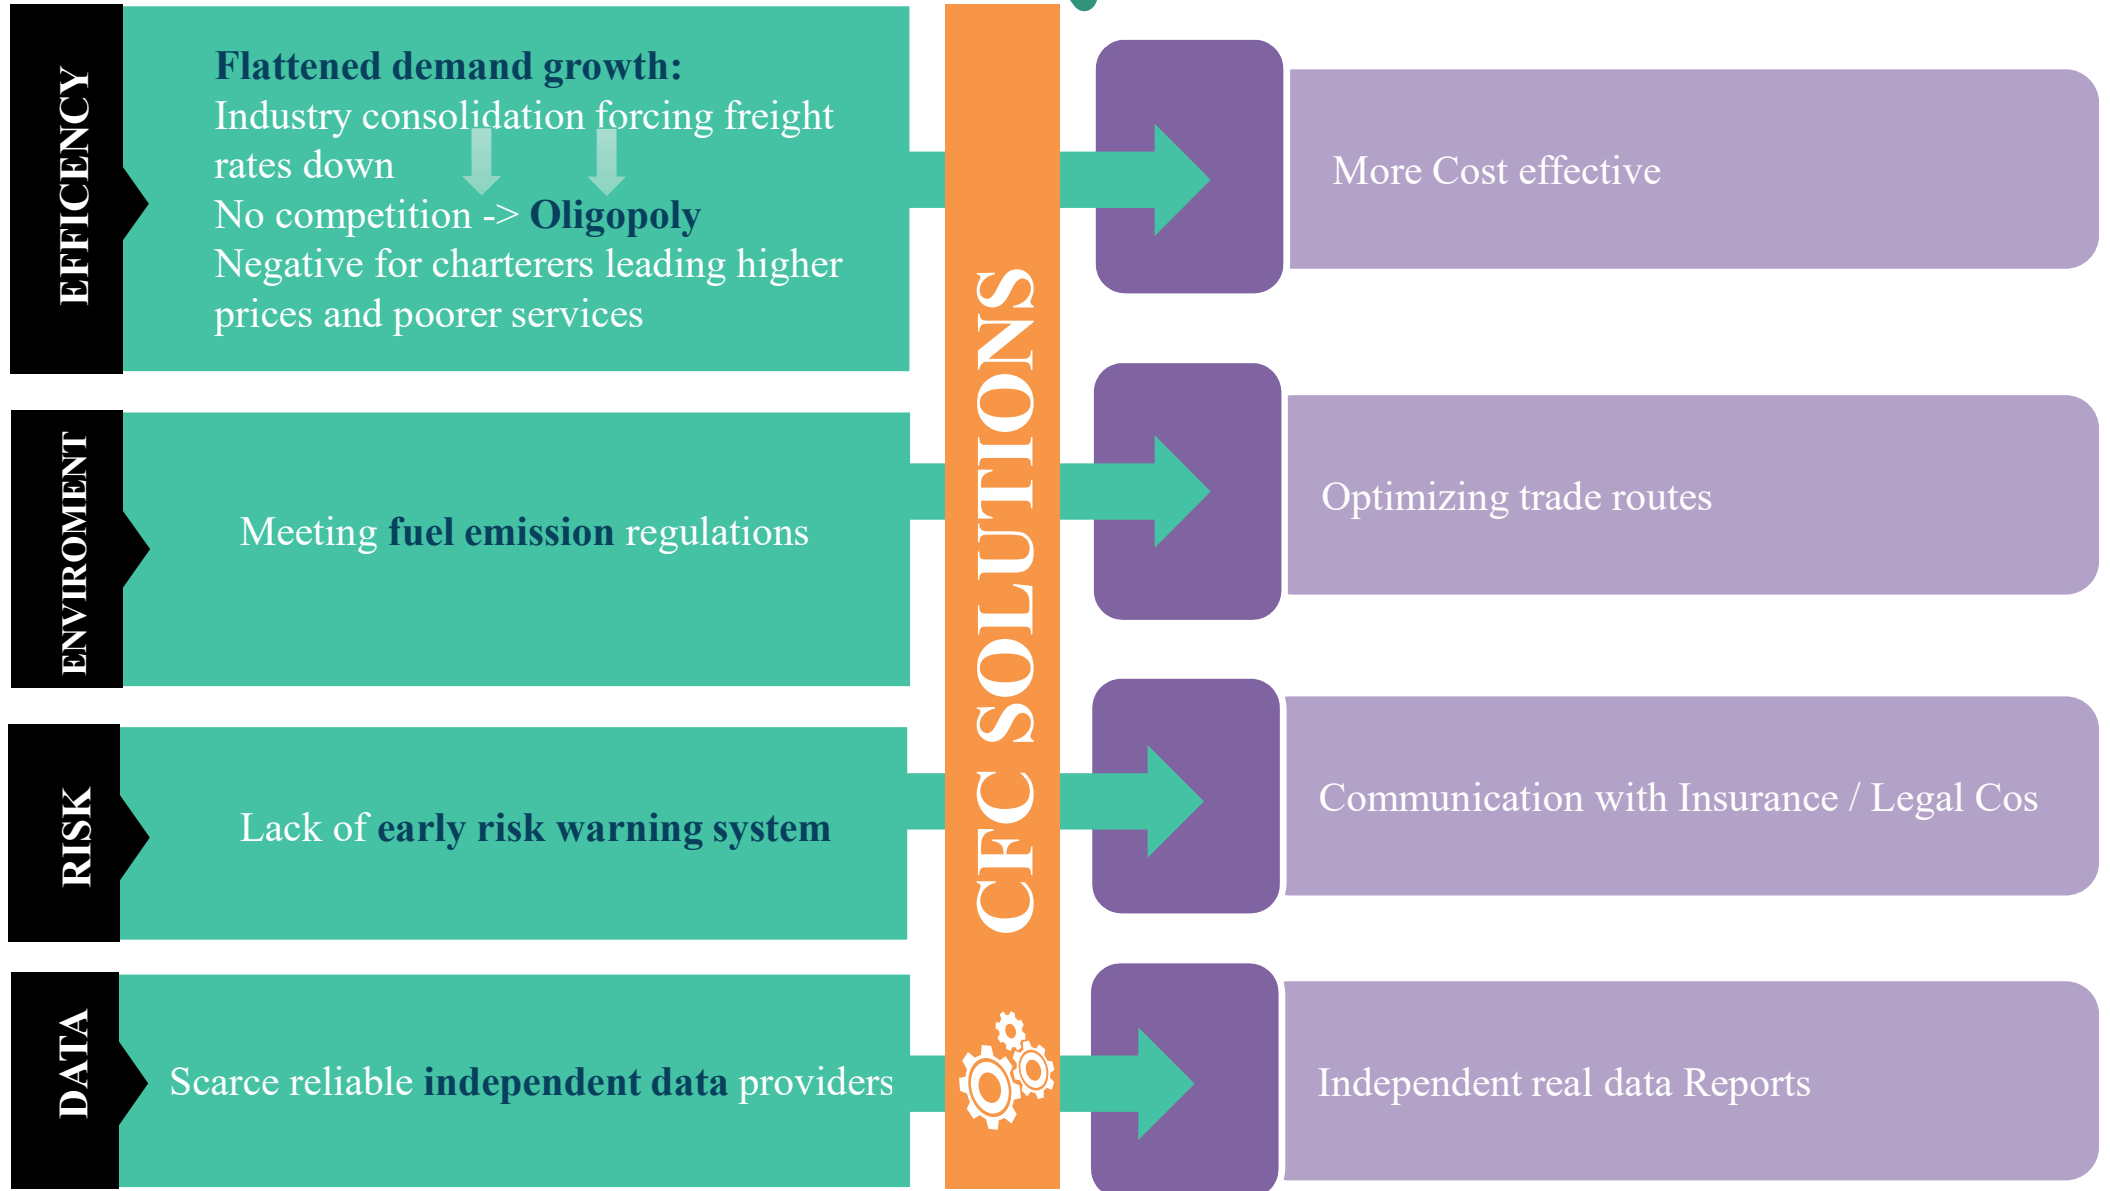 EFFICENCY
Flattened demand growth:
Industry consolidation forcing freight
rates down
No competition -> Oligopoly
Negative for charterers leading higher
prices and poorer services
More Cost effective
ENVIROMENT
Meeting fuel emission regulations
Optimizing trade routes
RISK
Lack of early risk warning system
Communication with Insurance / Legal Cos
DATA
Scarce reliable independent data providers
Independent real data Reports
CFC SOLUTIONS